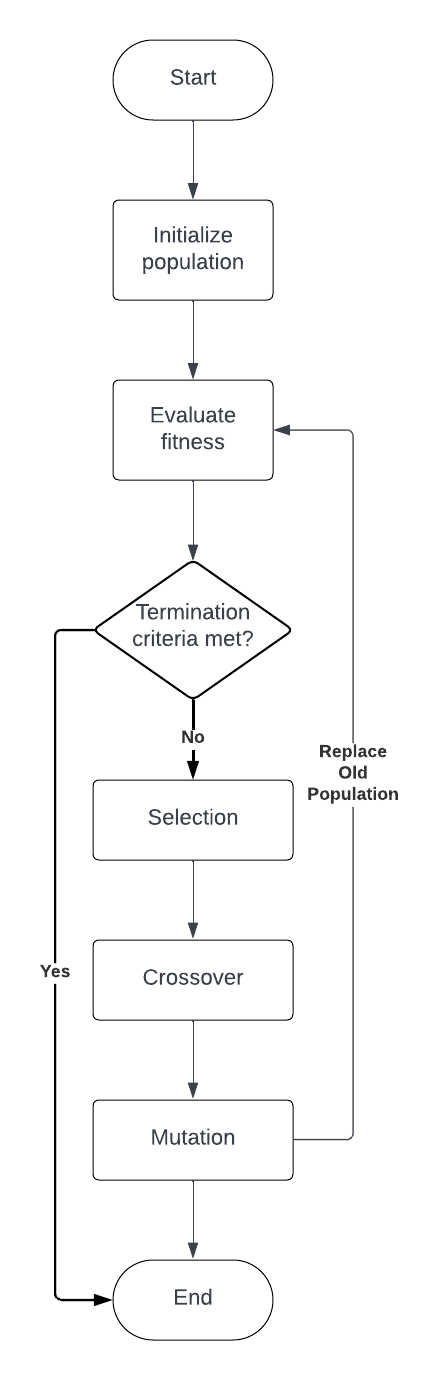 Start
Initialize
population
Evaluate
fitness
Termination
criteria met?
No
Replace
Old
Population
Selection
Yes
Crossover
Mutation
End